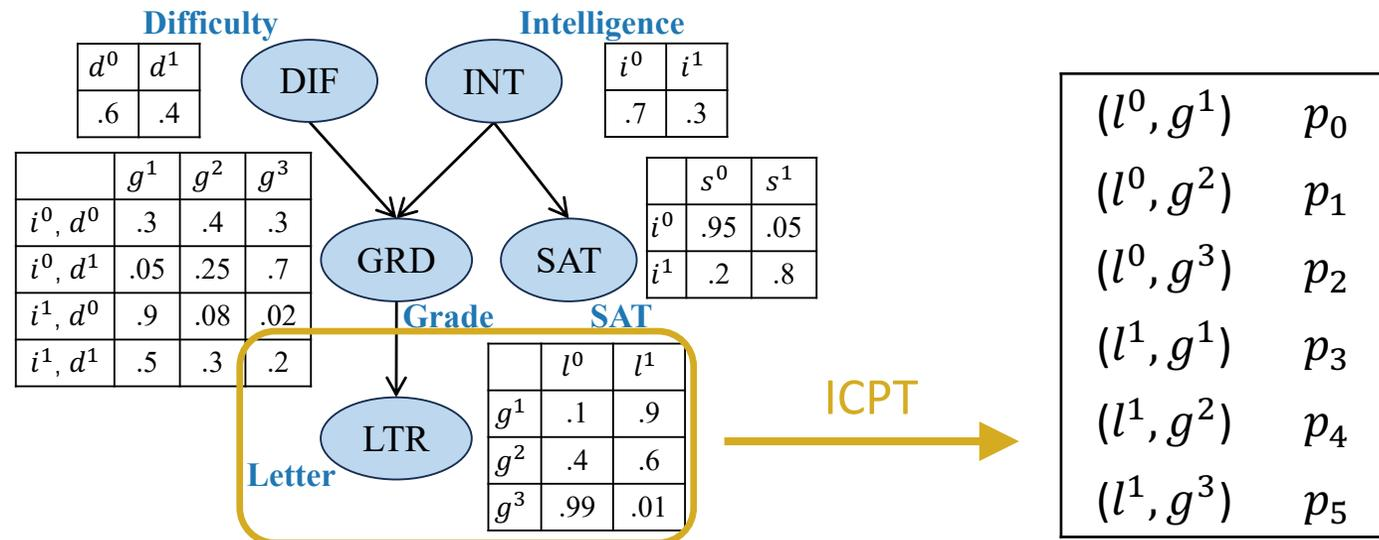 Difficulty
Intelligence
d⁰ d¹
.6 .4
DIF
INT
i⁰ i¹
.7 .3
g¹ g² g³
i⁰, d⁰ .3 .4 .3
i⁰, d¹ .05 .25 .7
i¹, d⁰ .9 .08 .02
i¹, d¹ .5 .3 .2
GRD
SAT
s⁰ s¹
i⁰ .95 .05
i¹ .2 .8
Grade
SAT
LTR
Letter
l⁰ l¹
g¹ .1 .9
g² .4 .6
g³ .99 .01
ICPT
(l⁰, g¹) p₀
(l⁰, g²) p₁
(l⁰, g³) p₂
(l¹, g¹) p₃
(l¹, g²) p₄
(l¹, g³) p₅